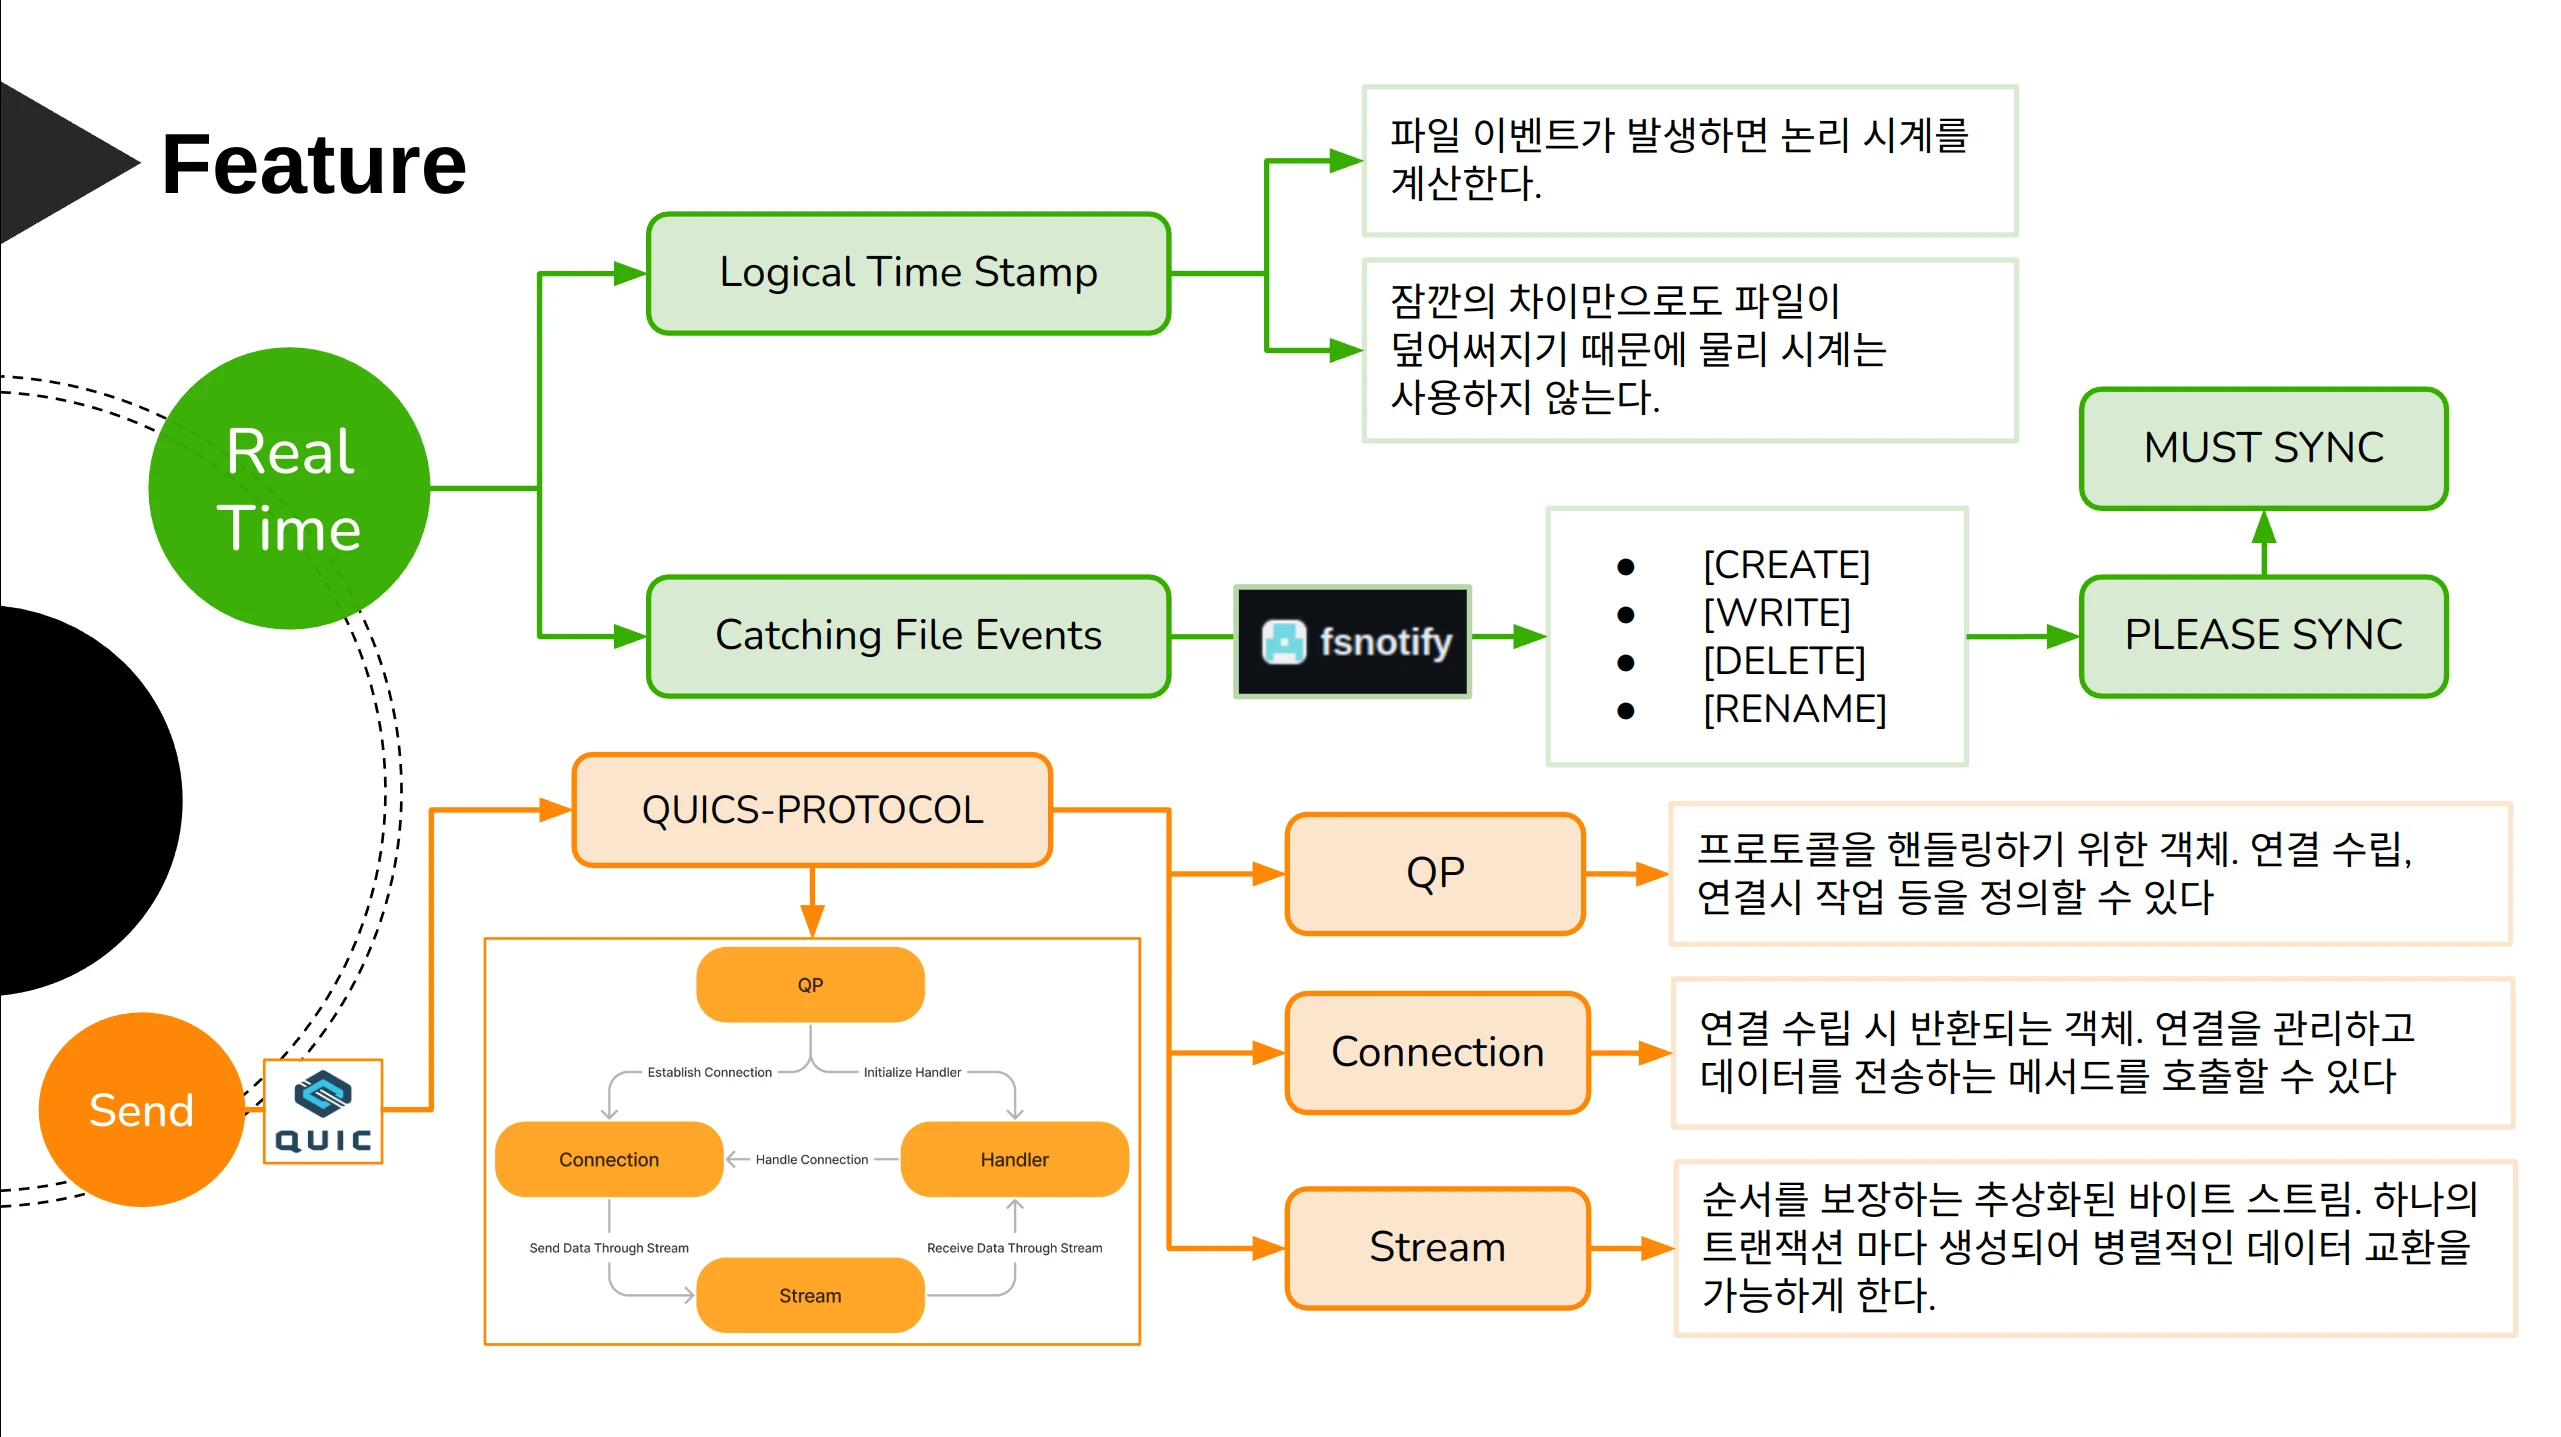 Feature
Real
Time
Logical Time Stamp
파일 이벤트가 발생하면 논리 시계를
계산한다.
잠깐의 차이만으로도 파일이
덮어써지기 때문에 물리 시계는
사용하지 않는다.
Catching File Events
fsnotify
● [CREATE]
● [WRITE]
● [DELETE]
● [RENAME]
MUST SYNC
PLEASE SYNC
Send
QUIC
QUICS-PROTOCOL
QP
Establish Connection
Initialize Handler
Connection
Handle Connection
Handler
Send Data Through Stream
Receive Data Through Stream
Stream
QP
프로토콜을 핸들링하기 위한 객체. 연결 수립,
연결시 작업 등을 정의할 수 있다
Connection
연결 수립 시 반환되는 객체. 연결을 관리하고
데이터를 전송하는 메서드를 호출할 수 있다
Stream
순서를 보장하는 추상화된 바이트 스트림. 하나의
트랜잭션 마다 생성되어 병렬적인 데이터 교환을
가능하게 한다.